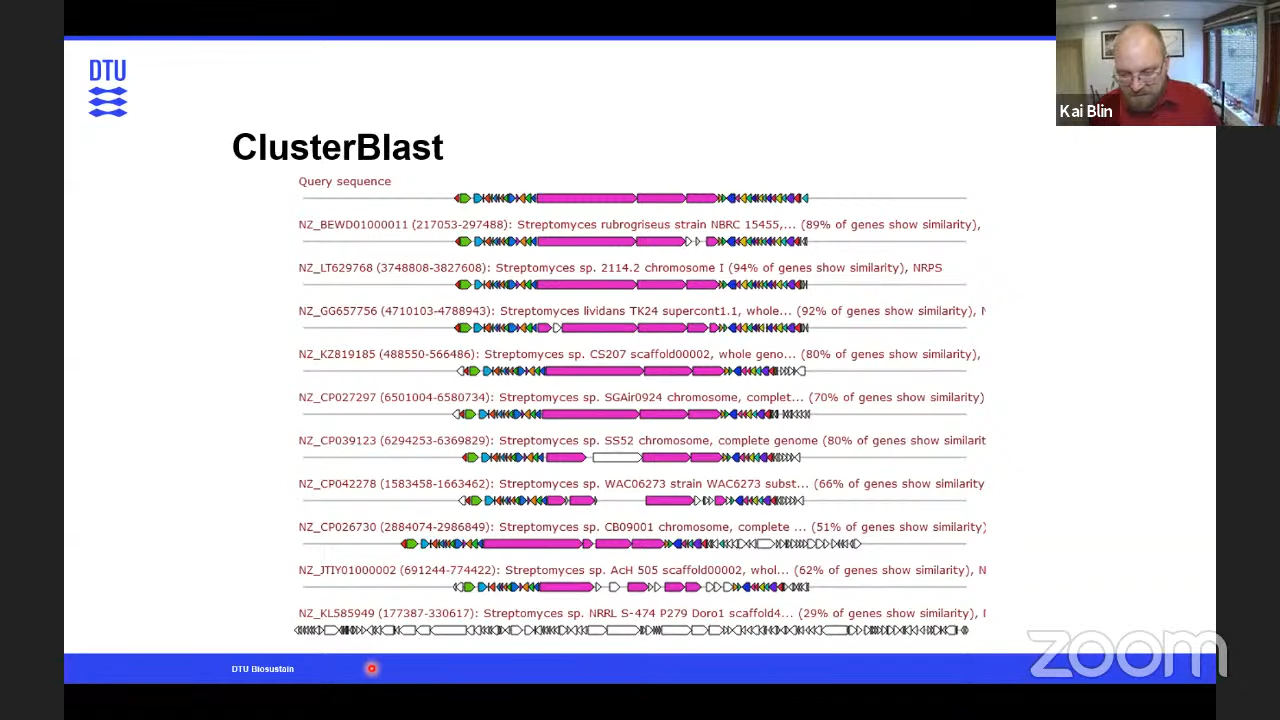 DTU
Kai Blin
ClusterBlast
Query sequence
NZ_BEWD01000011 (217053-297488): Streptomyces rubrogriseus strain NBRC 15455,... (89% of genes show similarity),
NZ_LT629768 (3748808-3827608): Streptomyces sp. 2114.2 chromosome I (94% of genes show similarity), NRPS
NZ_GG657756 (4710103-4788943): Streptomyces lividans TK24 supercont1.1, whole... (92% of genes show similarity), N
NZ_KZ819185 (488550-566486): Streptomyces sp. CS207 scaffold00002, whole geno... (80% of genes show similarity),
NZ_CP027297 (6501004-6580734): Streptomyces sp. SGAir0924 chromosome, complet... (70% of genes show similarity)
NZ_CP039123 (6294253-6369829): Streptomyces sp. SS52 chromosome, complete genome (80% of genes show similarit
NZ_CP042278 (1583458-1663462): Streptomyces sp. WAC06273 strain WAC6273 subst... (66% of genes show similarity
NZ_CP026730 (2884074-2986849): Streptomyces sp. CB09001 chromosome, complete ... (51% of genes show similarity)
NZ_JTIY01000002 (691244-774422): Streptomyces sp. AcH 505 scaffold00002, whol... (62% of genes show similarity), N
NZ_KL585949 (177387-330617): Streptomyces sp. NRRL S-474 P279 Doro1 scaffold4... (29% of genes show similarity),
DTU Biosustain
zoom